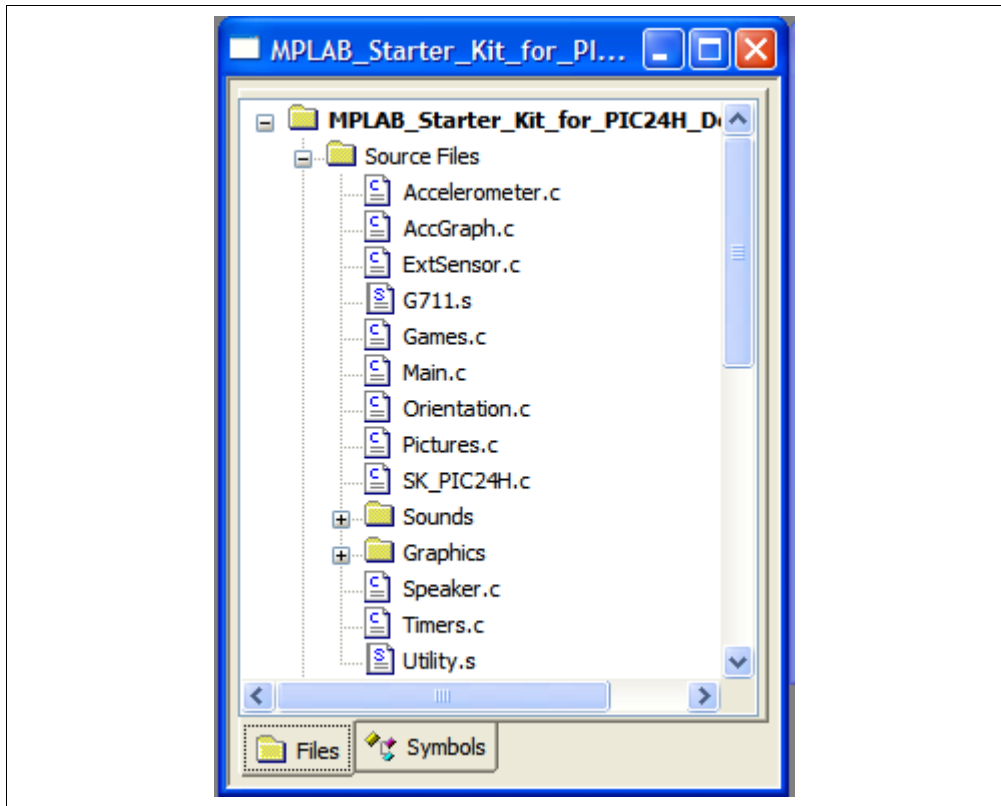 MPLAB_Starter_Kit_for_PI...
MPLAB_Starter_Kit_for_PIC24H_D
Source Files
Accelerometer.c
AccGraph.c
ExtSensor.c
G711.s
Games.c
Main.c
Orientation.c
Pictures.c
SK_PIC24H.c
Sounds
Graphics
Speaker.c
Timers.c
Utility.s
Files
Symbols